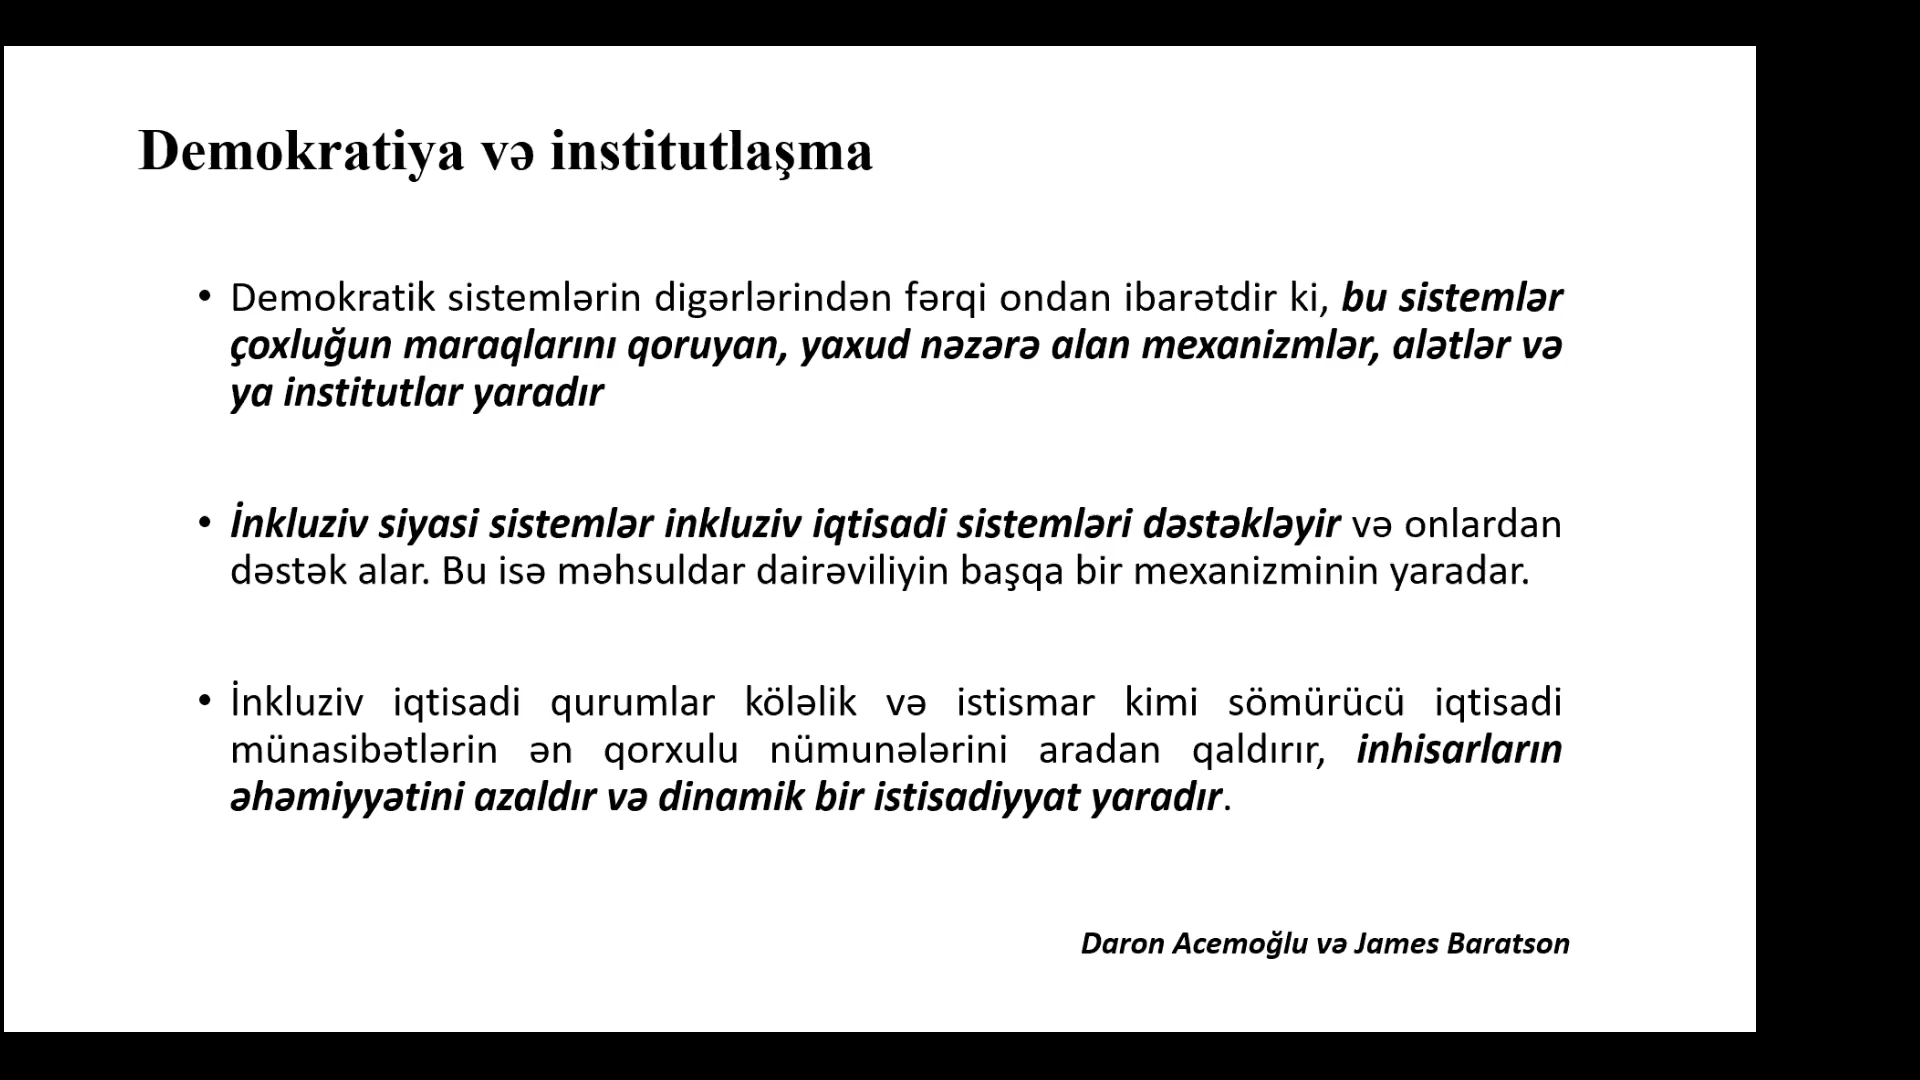 Demokratiya və institutlaşma
• Demokratik sistemlərin digərlərindən fərqi ondan ibarətdir ki, bu sistemlər
çoxluğun maraqlarını qoruyan, yaxud nəzərə alan mexanizmlər, alətlər və
ya institutlar yaradır
• İnkluziv siyasi sistemlər inkluziv iqtisadi sistemləri dəstəkləyir və onlardan
dəstək alar. Bu isə məhsuldar dairəviliyin başqa bir mexanizminin yaradar.
• İnkluziv iqtisadi qurumlar köləlik və istismar kimi sömürücü iqtisadi
münasibətlərin ən qorxulu nümunələrini aradan qaldırır, inhisarların
əhəmiyyətini azaldır və dinamik bir istisadiyyat yaradır.
Daron Acemoğlu və James Baratson